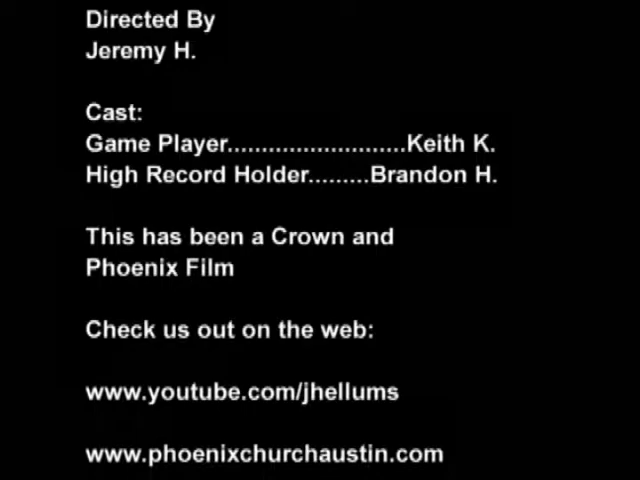 Directed By
Jeremy H.
Cast:
Game Player..........................Keith K.
High Record Holder.........Brandon H.
This has been a Crown and
Phoenix Film
Check us out on the web:
www.youtube.com/jhellums
www.phoenixchurchaustin.com